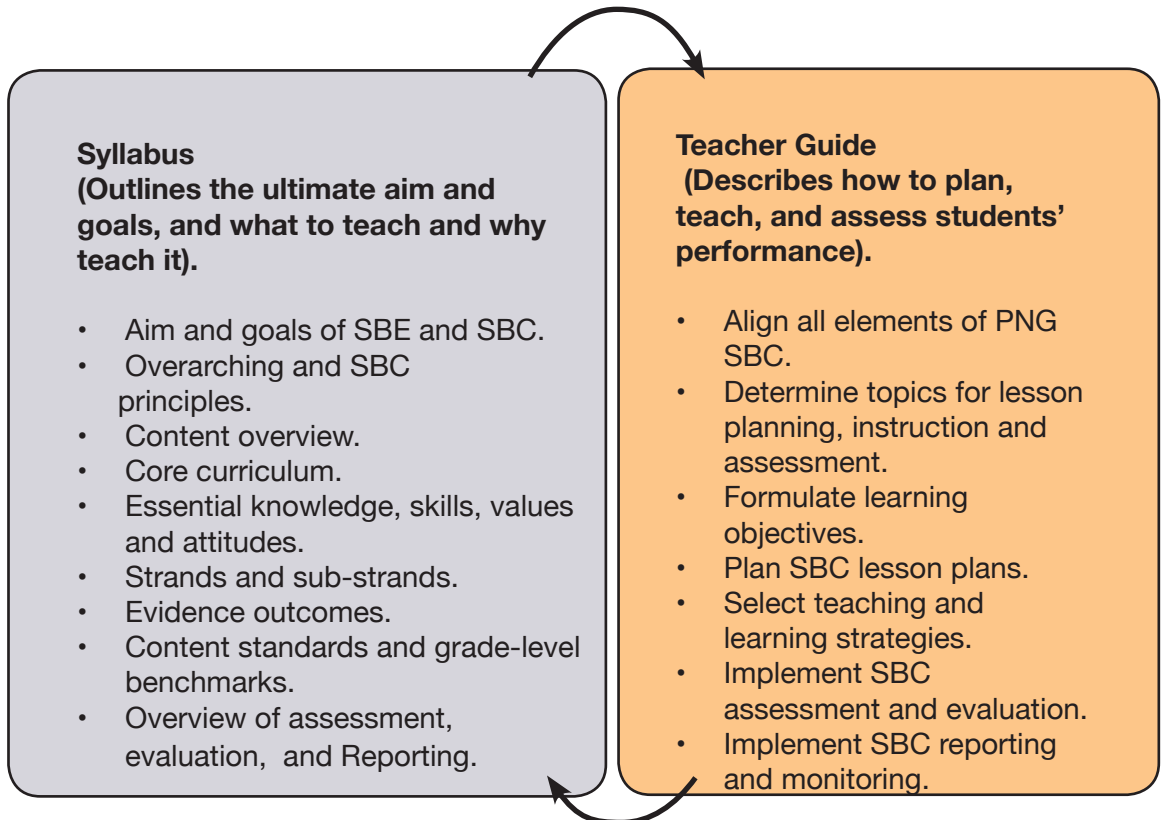 Syllabus
(Outlines the ultimate aim and
goals, and what to teach and why
teach it).
• Aim and goals of SBE and SBC.
• Overarching and SBC
principles.
• Content overview.
• Core curriculum.
• Essential knowledge, skills, values
and attitudes.
• Strands and sub-strands.
• Evidence outcomes.
• Content standards and grade-level
benchmarks.
• Overview of assessment,
evaluation, and Reporting.
Teacher Guide
(Describes how to plan,
teach, and assess students’
performance).
• Align all elements of PNG
SBC.
• Determine topics for lesson
planning, instruction and
assessment.
• Formulate learning
objectives.
• Plan SBC lesson plans.
• Select teaching and
learning strategies.
• Implement SBC
assessment and evaluation.
• Implement SBC reporting
and monitoring.